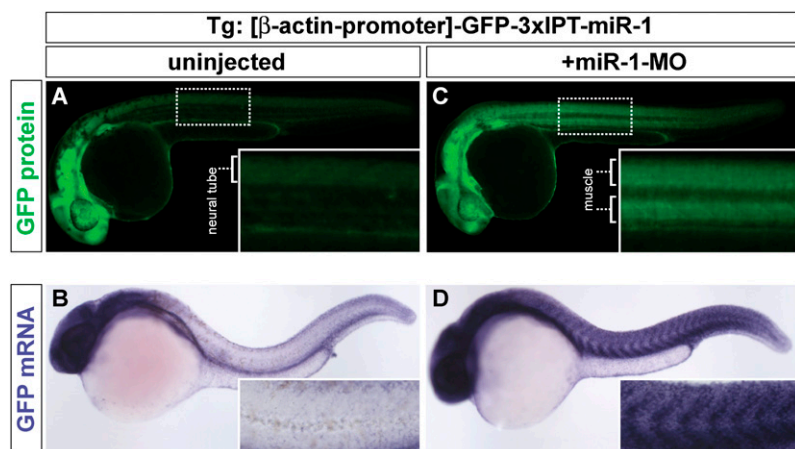 Tg: [β-actin-promoter]-GFP-3xIPT-miR-1
uninjected
+miR-1-MO
GFP protein
A
neural tube
C
muscle
GFP mRNA
B
D